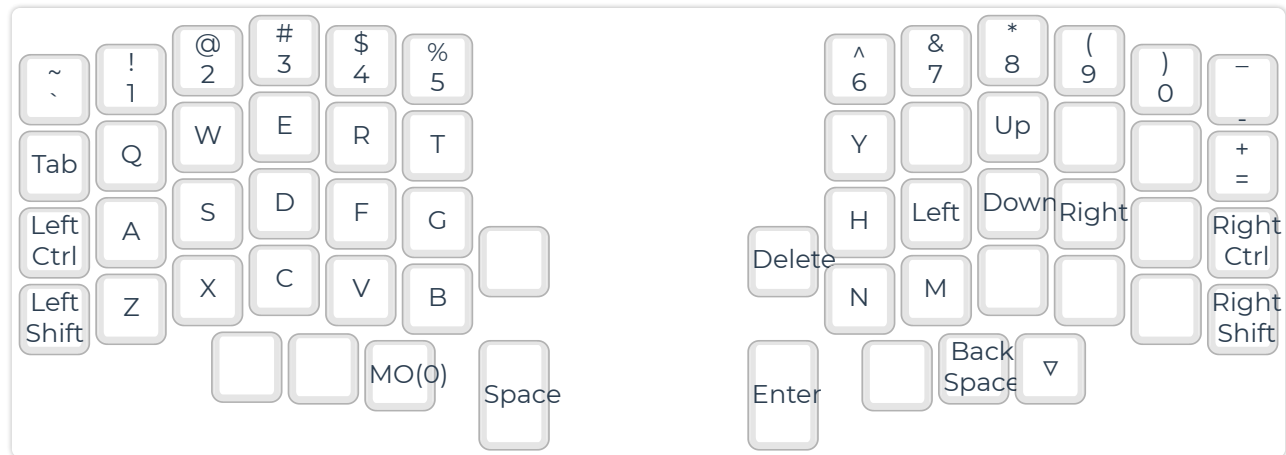 ~
`
!
1
@
2
#
3
$
4
%
5
^
6
&
7
*
8
(
9
)
0
_
-
Tab
Q
W
E
R
T
Y
Up
+
=
Left
Ctrl
A
S
D
F
G
H
Left
Down
Right
Right
Ctrl
Left
Shift
Z
X
C
V
B
Delete
N
M
Right
Shift
MO(0)
Space
Enter
Back
Space
▽